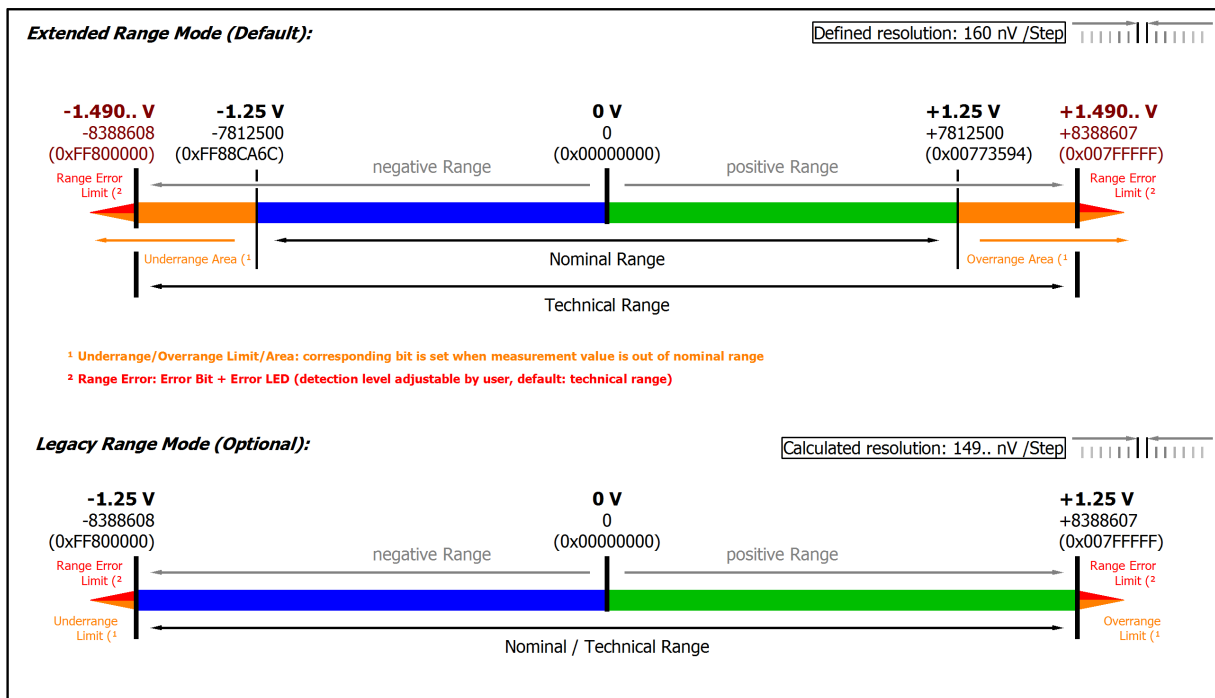 Extended Range Mode (Default):
Defined resolution: 160 nV /Step
-1.490.. V
-8388608
(0xFF800000)
-1.25 V
-7812500
(0xFF88CA6C)
0 V
0
(0x00000000)
+1.25 V
+7812500
(0x00773594)
+1.490.. V
+8388607
(0x007FFFFF)
negative Range
positive Range
Range Error
Limit (²
Range Error
Limit (²
Underrange Area (¹
Nominal Range
Overrange Area (¹
Technical Range
¹ Underrange/Overrange Limit/Area: corresponding bit is set when measurement value is out of nominal range
² Range Error: Error Bit + Error LED (detection level adjustable by user, default: technical range)
Legacy Range Mode (Optional):
Calculated resolution: 149.. nV /Step
-1.25 V
-8388608
(0xFF800000)
0 V
0
(0x00000000)
+1.25 V
+8388607
(0x007FFFFF)
negative Range
positive Range
Range Error
Limit (²
Range Error
Limit (²
Underrange
Limit (¹
Overrange
Limit (¹
Nominal / Technical Range